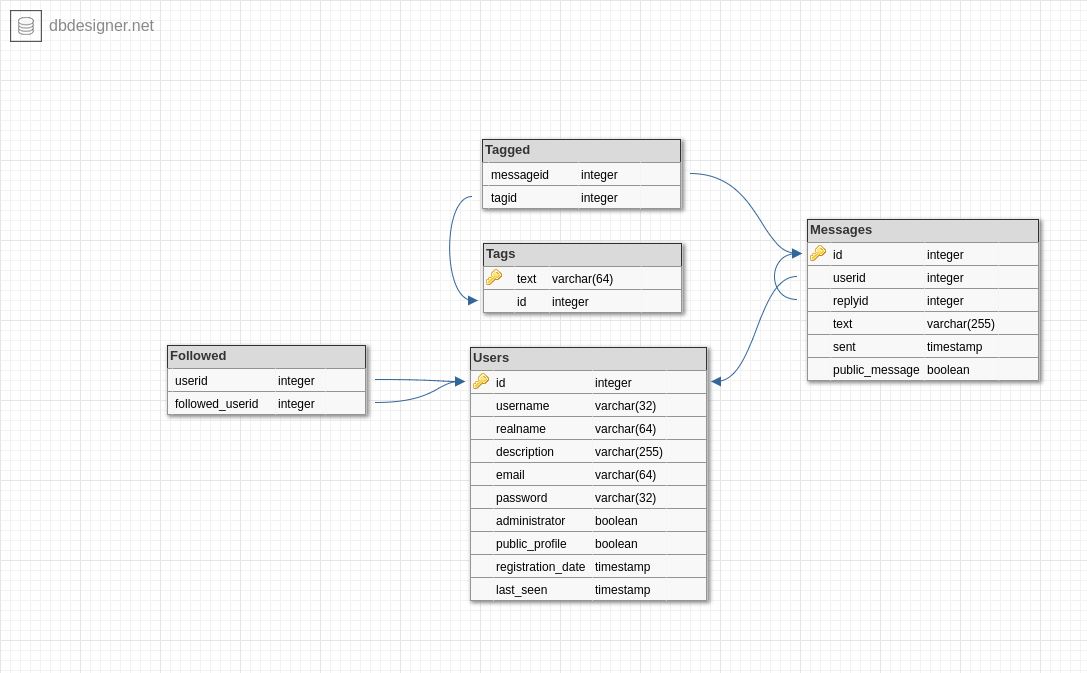 dbdesigner.net
Tagged
messageid integer
tagid integer
Tags
text varchar(64)
id integer
Messages
id integer
userid integer
replyid integer
text varchar(255)
sent timestamp
public_message boolean
Followed
userid integer
followed_userid integer
Users
id integer
username varchar(32)
realname varchar(64)
description varchar(255)
email varchar(64)
password varchar(32)
administrator boolean
public_profile boolean
registration_date timestamp
last_seen timestamp